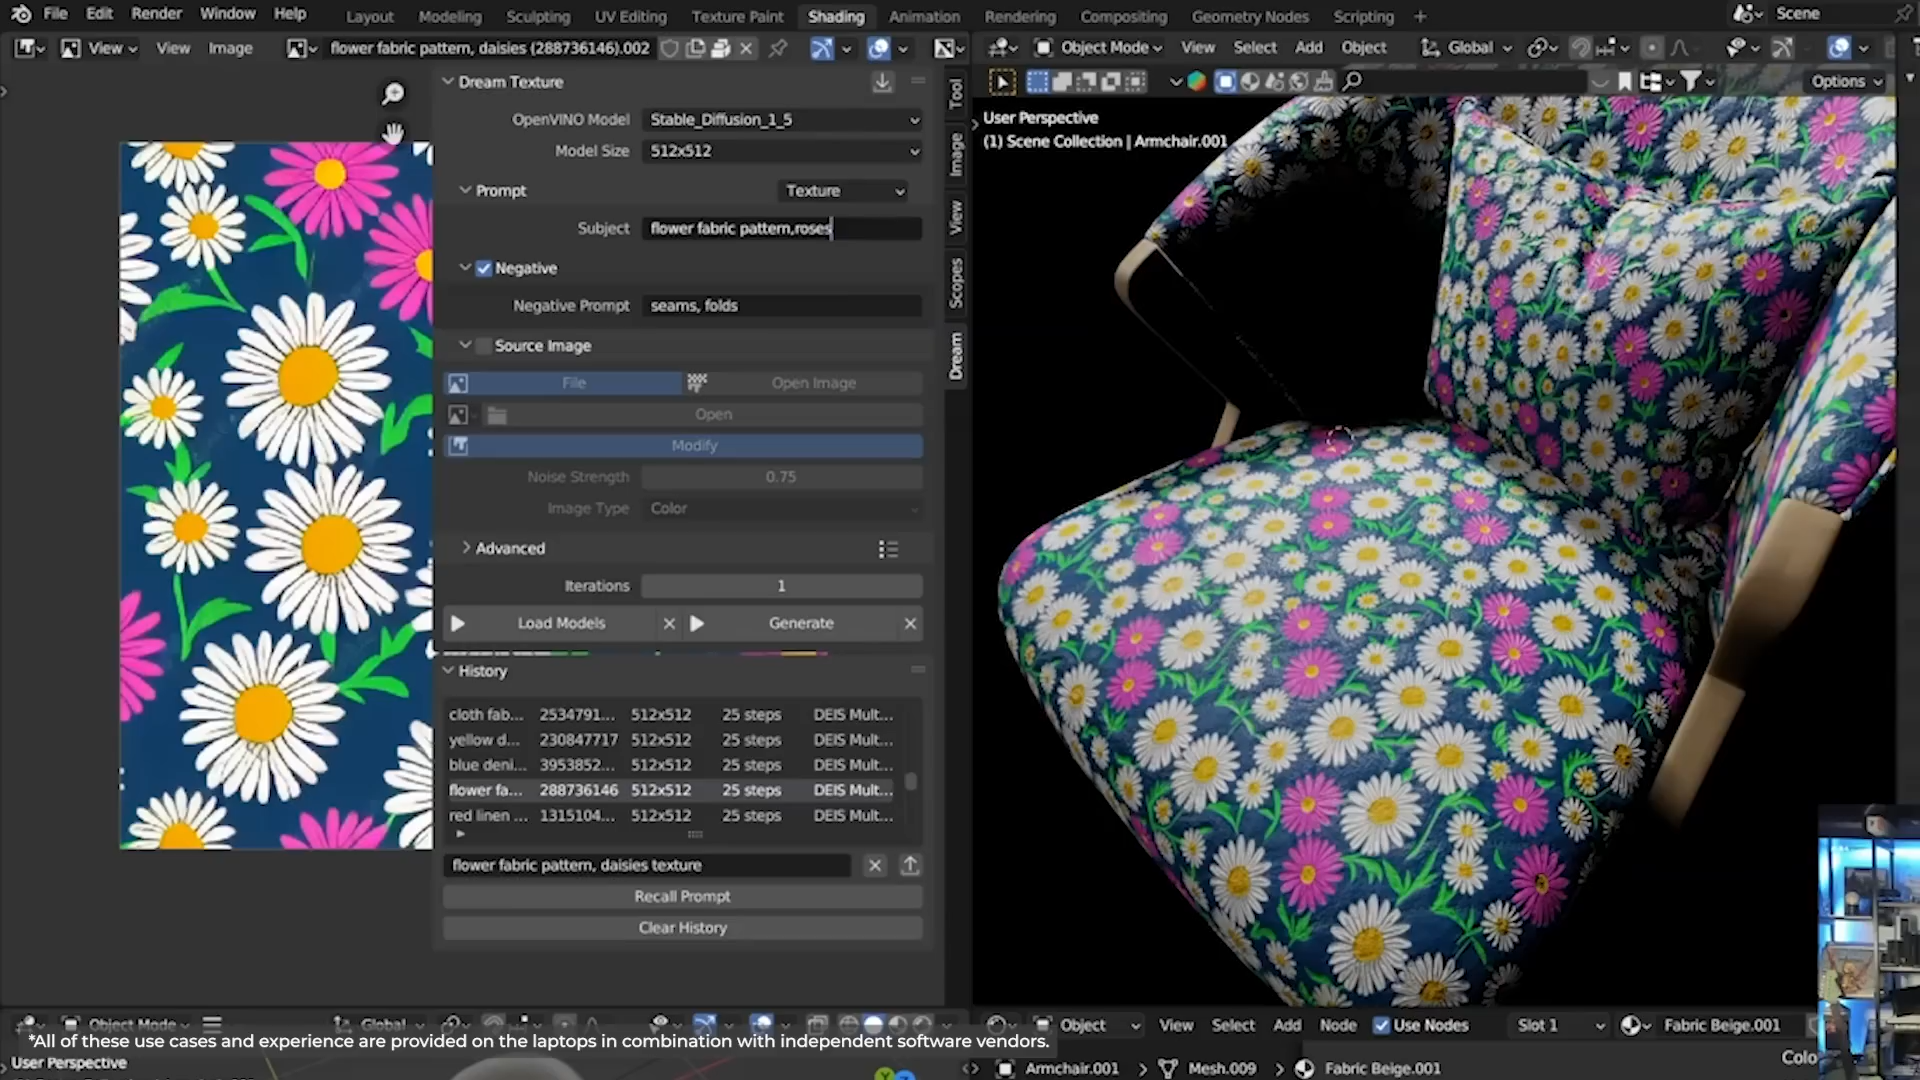 File Edit Render Window Help Layout Modeling Sculpting UV Editing Texture Paint Shading Animation Rendering Compositing Geometry Nodes Scripting + Scene
View View Image flower fabric pattern, daisies (288736146).002
Object Mode View Select Add Object Global
Options
Dream Texture
OpenVINO Model Stable_Diffusion_1_5
Model Size 512x512
Prompt Texture
Subject flower fabric pattern,roses
Negative
Negative Prompt seams, folds
Source Image
File Open Image
Open
Modify
Noise Strength 0.75
Image Type Color
Advanced
Iterations 1
Load Models Generate
History
cloth fab... 2534791... 512x512 25 steps DEIS Mult...
yellow d... 230847717 512x512 25 steps DEIS Mult...
blue deni... 3953852... 512x512 25 steps DEIS Mult...
flower fa... 288736146 512x512 25 steps DEIS Mult...
red linen ... 1315104... 512x512 25 steps DEIS Mult...
flower fabric pattern, daisies texture
Recall Prompt
Clear History
Tool
Image
View
Scopes
Dream
User Perspective
(1) Scene Collection | Armchair.001
Object Mode Global
*All of these use cases and experience are provided on the laptops in combination with independent software vendors.
User Perspective
Object View Select Add Node Use Nodes Slot 1 Fabric Beige.001
Colo
Armchair.001 Mesh.009 Fabric Beige.001